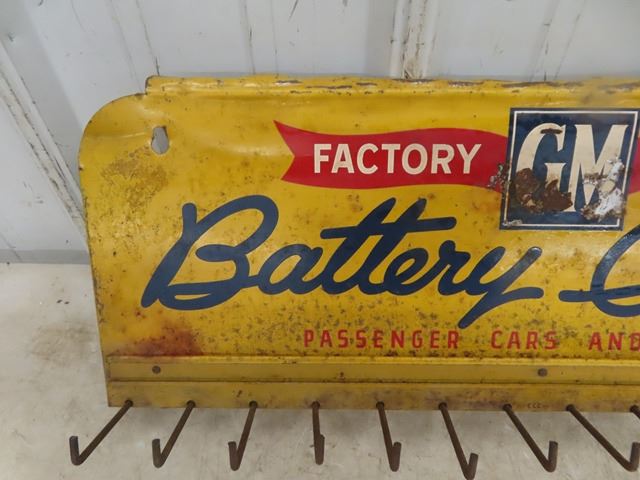 FACTORY GM
Battery
PASSENGER CARS AND